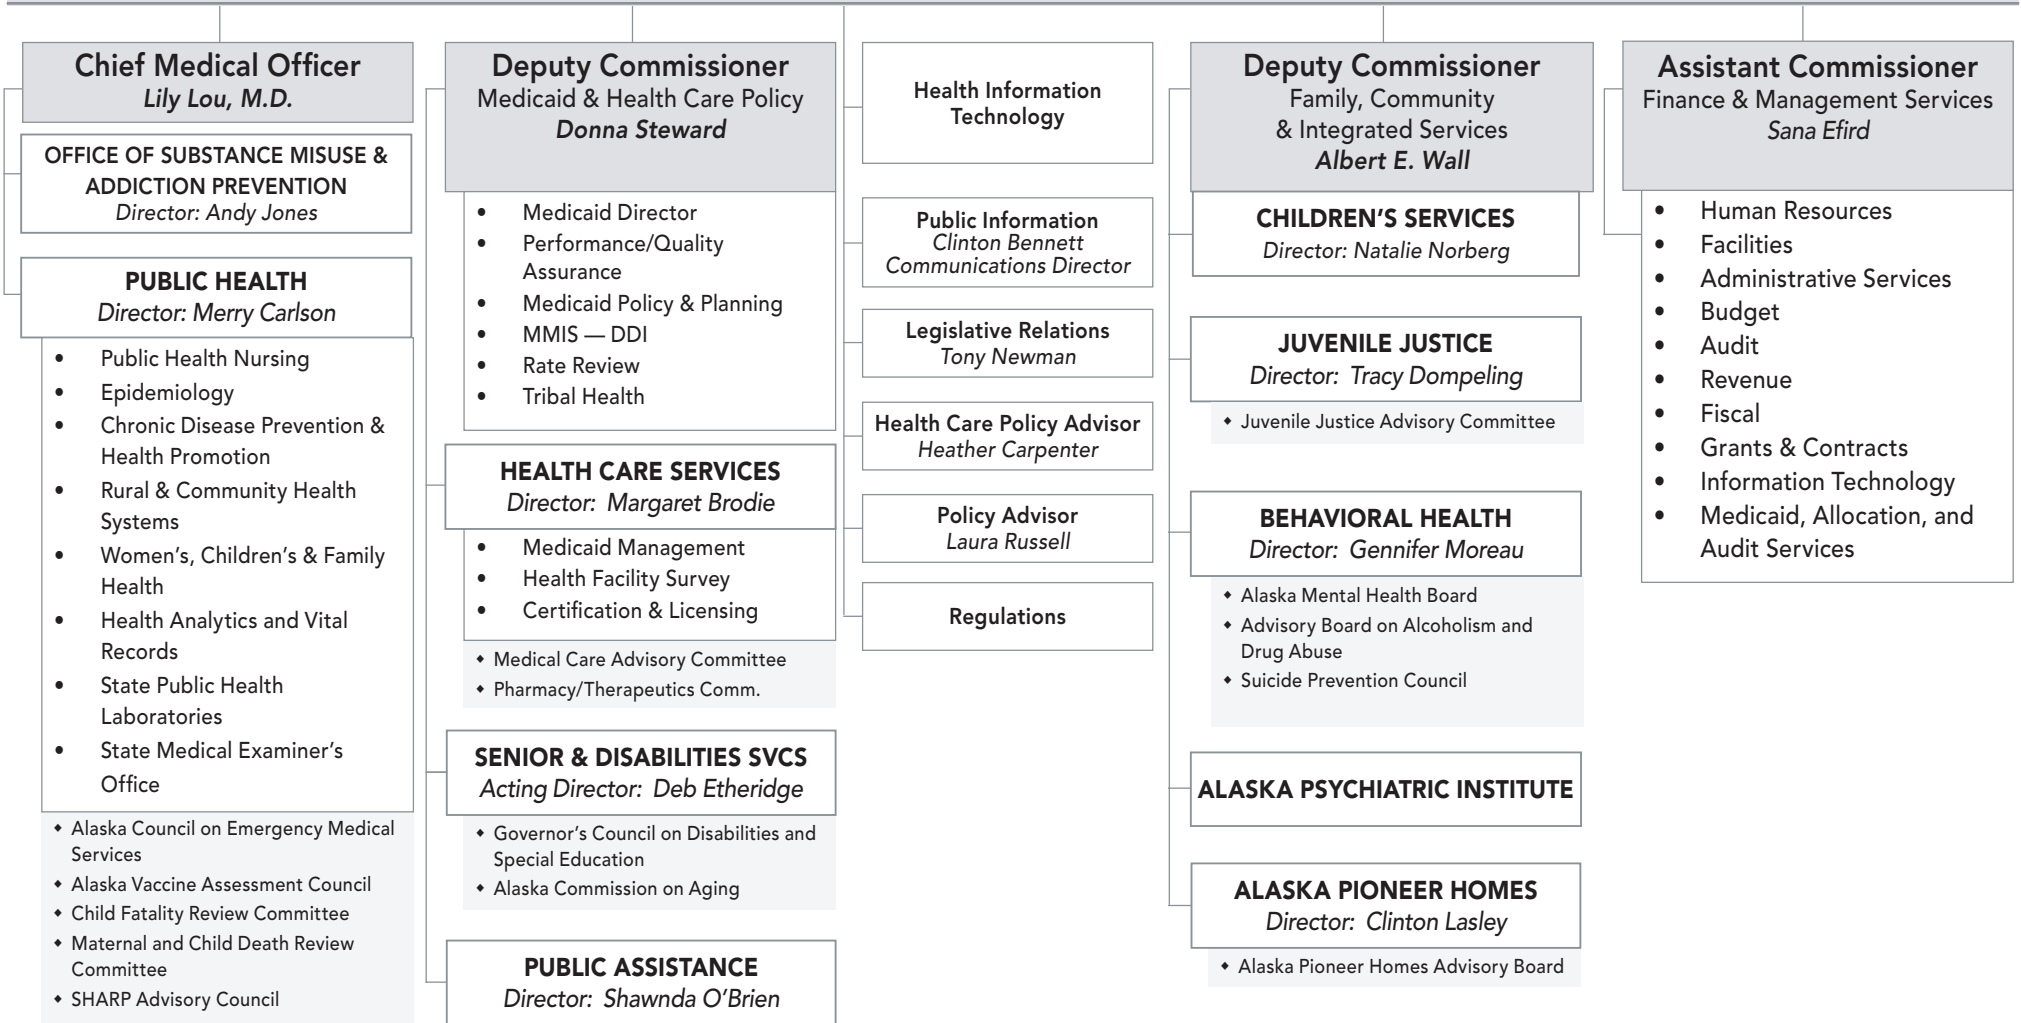 Chief Medical Officer
Lily Lou, M.D.
OFFICE OF SUBSTANCE MISUSE &
ADDICTION PREVENTION
Director: Andy Jones
PUBLIC HEALTH
Director: Merry Carlson
• Public Health Nursing
• Epidemiology
• Chronic Disease Prevention &
Health Promotion
• Rural & Community Health
Systems
• Women’s, Children’s & Family
Health
• Health Analytics and Vital
Records
• State Public Health
Laboratories
• State Medical Examiner’s
Office
◆ Alaska Council on Emergency Medical
Services
◆ Alaska Vaccine Assessment Council
◆ Child Fatality Review Committee
◆ Maternal and Child Death Review
Committee
◆ SHARP Advisory Council
Deputy Commissioner
Medicaid & Health Care Policy
Donna Steward
• Medicaid Director
• Performance/Quality
Assurance
• Medicaid Policy & Planning
• MMIS — DDI
• Rate Review
• Tribal Health
HEALTH CARE SERVICES
Director: Margaret Brodie
• Medicaid Management
• Health Facility Survey
• Certification & Licensing
◆ Medical Care Advisory Committee
◆ Pharmacy/Therapeutics Comm.
SENIOR & DISABILITIES SVCS
Acting Director: Deb Etheridge
◆ Governor’s Council on Disabilities and
Special Education
◆ Alaska Commission on Aging
PUBLIC ASSISTANCE
Director: Shawnda O’Brien
Health Information
Technology
Public Information
Clinton Bennett
Communications Director
Legislative Relations
Tony Newman
Health Care Policy Advisor
Heather Carpenter
Policy Advisor
Laura Russell
Regulations
Deputy Commissioner
Family, Community
& Integrated Services
Albert E. Wall
CHILDREN’S SERVICES
Director: Natalie Norberg
JUVENILE JUSTICE
Director: Tracy Dompeling
◆ Juvenile Justice Advisory Committee
BEHAVIORAL HEALTH
Director: Gennifer Moreau
◆ Alaska Mental Health Board
◆ Advisory Board on Alcoholism and
Drug Abuse
◆ Suicide Prevention Council
ALASKA PSYCHIATRIC INSTITUTE
ALASKA PIONEER HOMES
Director: Clinton Lasley
◆ Alaska Pioneer Homes Advisory Board
Assistant Commissioner
Finance & Management Services
Sana Efird
• Human Resources
• Facilities
• Administrative Services
• Budget
• Audit
• Revenue
• Fiscal
• Grants & Contracts
• Information Technology
• Medicaid, Allocation, and
Audit Services